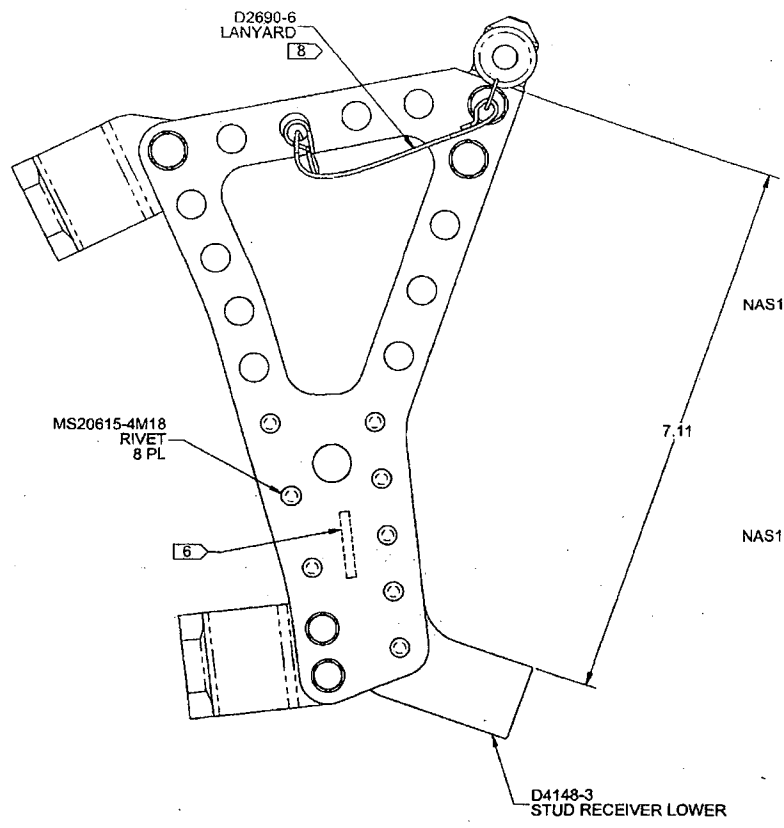 D2690-6
LANYARD
8
NAS1
MS20615-4M18
RIVET
8 PL
7.11
6
NAS1
D4148-3
STUD RECEIVER LOWER